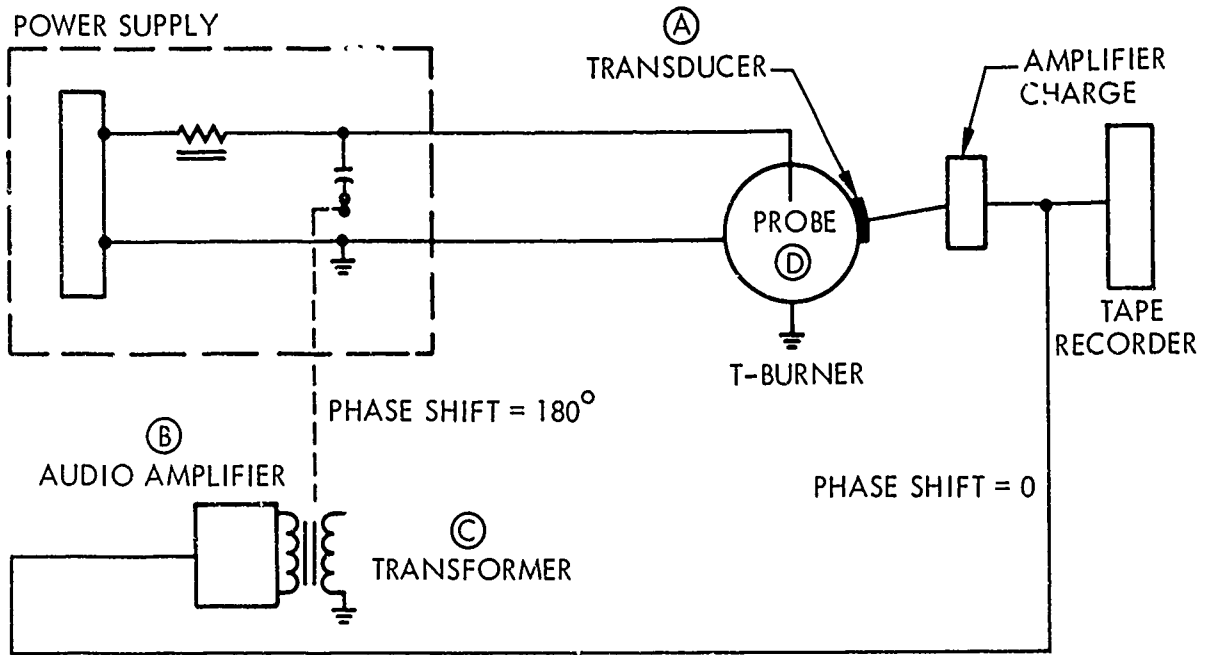 POWER SUPPLY
Ⓐ
TRANSDUCER
AMPLIFIER
CHARGE
PROBE
Ⓓ
TAPE
RECORDER
T-BURNER
PHASE SHIFT = 180°
Ⓑ
AUDIO AMPLIFIER
PHASE SHIFT = 0
Ⓒ
TRANSFORMER